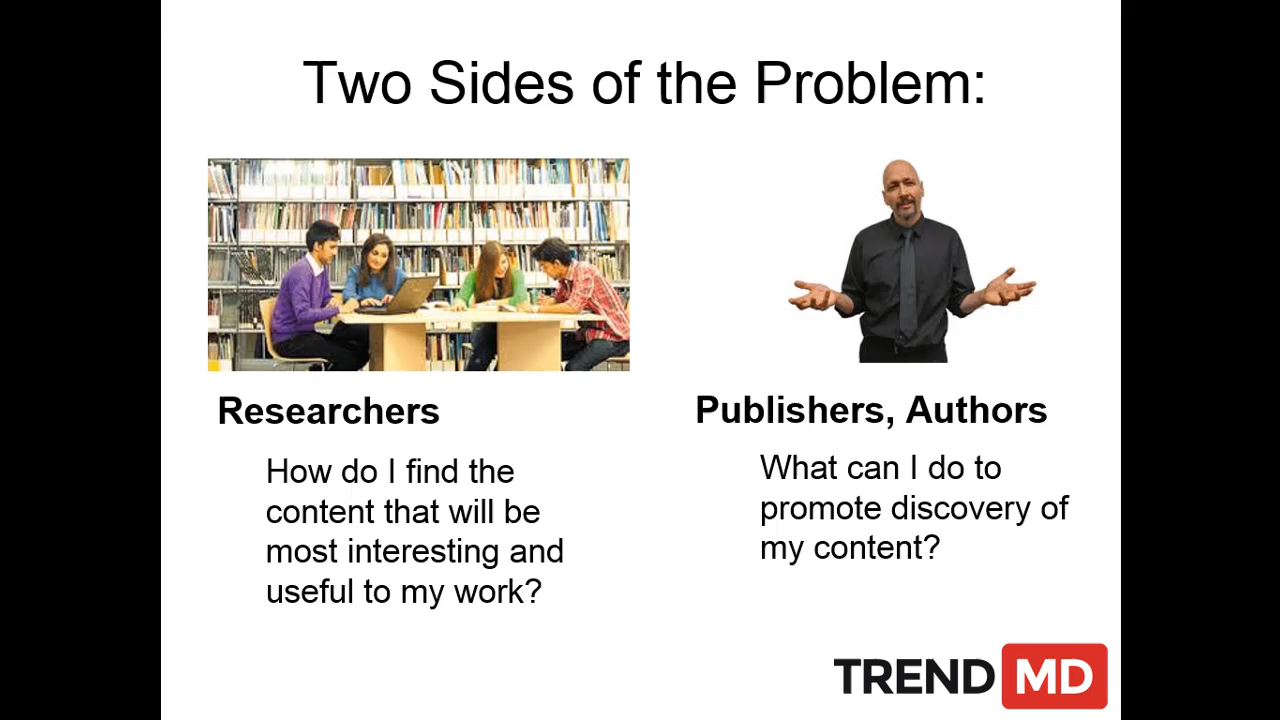 Two Sides of the Problem:
Researchers
How do I find the
content that will be
most interesting and
useful to my work?
Publishers, Authors
What can I do to
promote discovery of
my content?
TREND MD